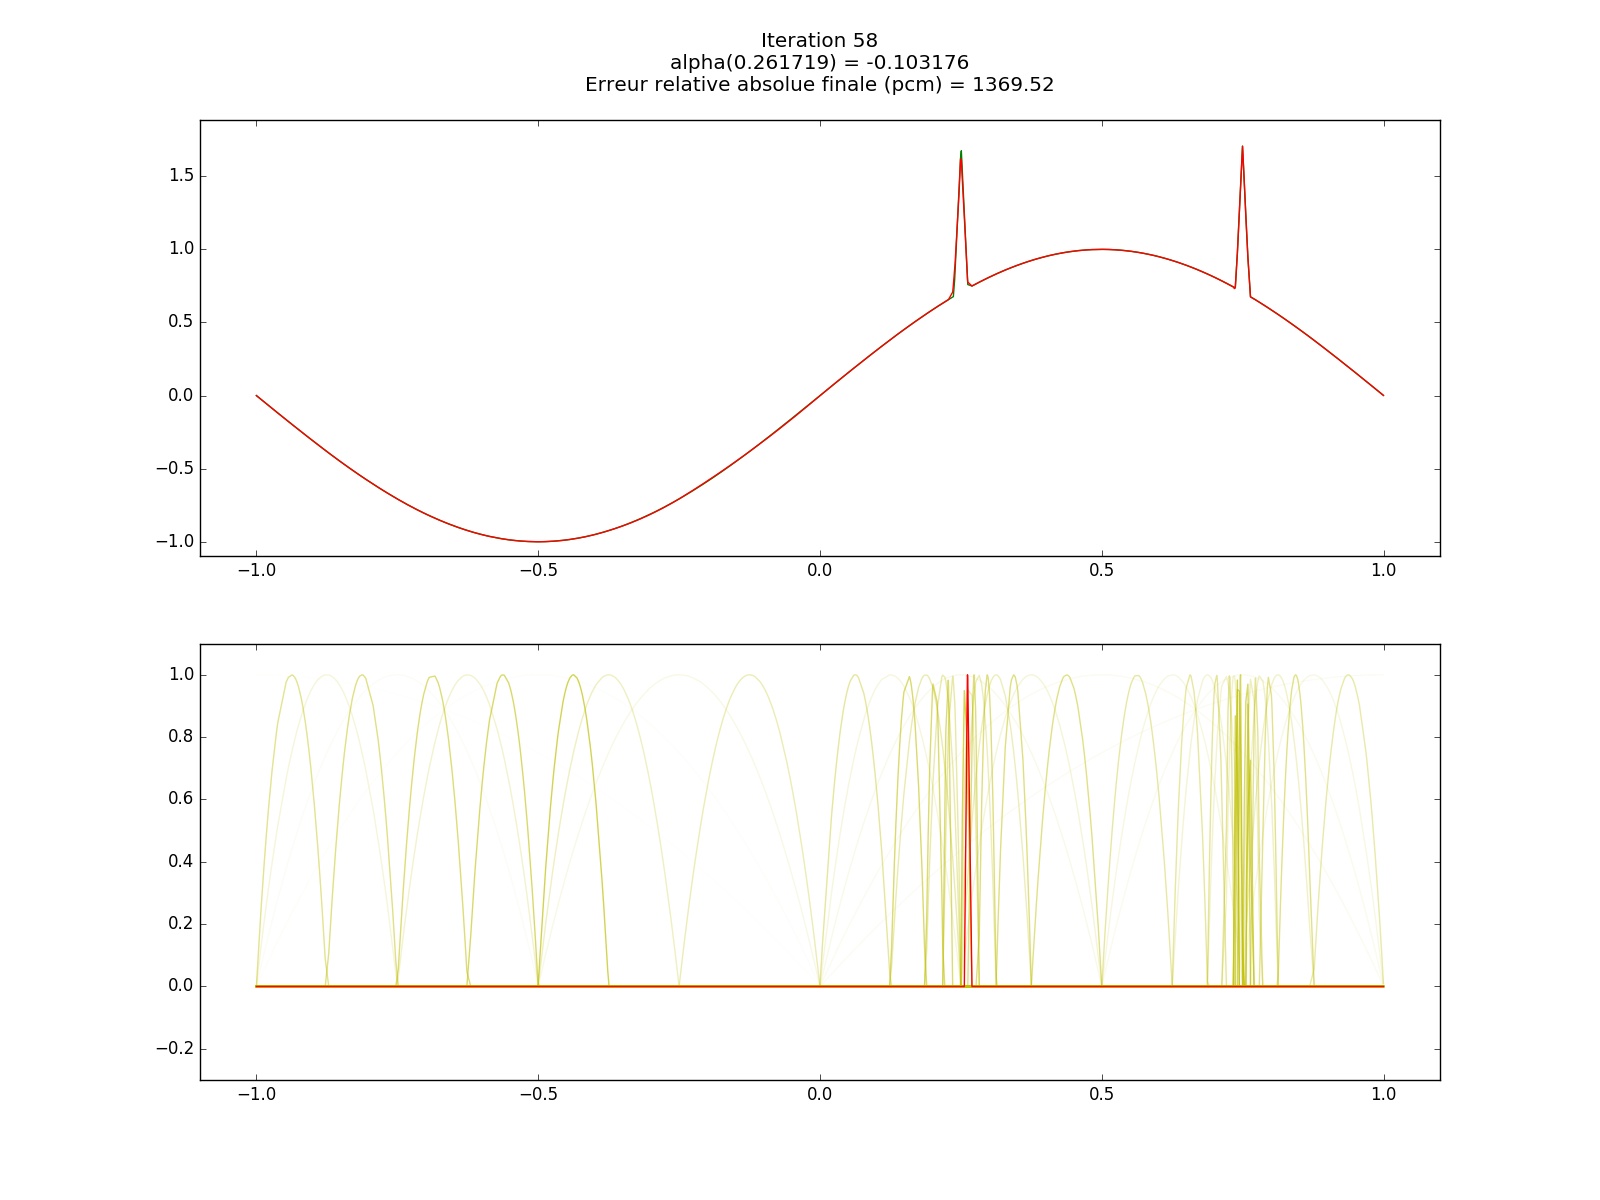 Iteration 58
alpha(0.261719) = -0.103176
Erreur relative absolue finale (pcm) = 1369.52
1.5
1.0
0.5
0.0
−0.5
−1.0
−1.0 −0.5 0.0 0.5 1.0
1.0
0.8
0.6
0.4
0.2
0.0
−0.2
−1.0 −0.5 0.0 0.5 1.0